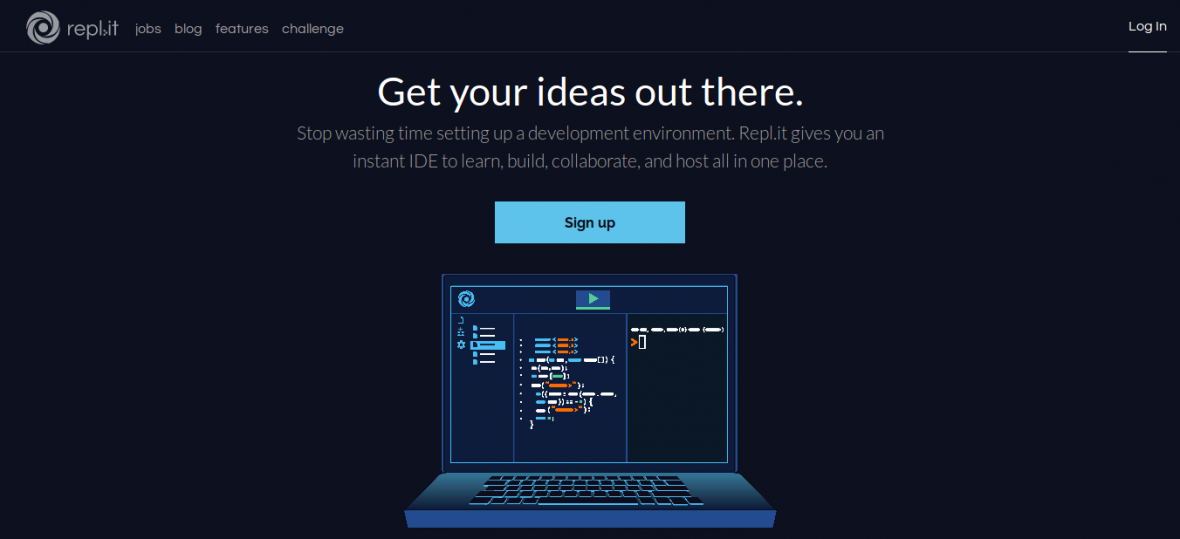 repl.it jobs blog features challenge Log In
Get your ideas out there.
Stop wasting time setting up a development environment. Repl.it gives you an
instant IDE to learn, build, collaborate, and host all in one place.
Sign up